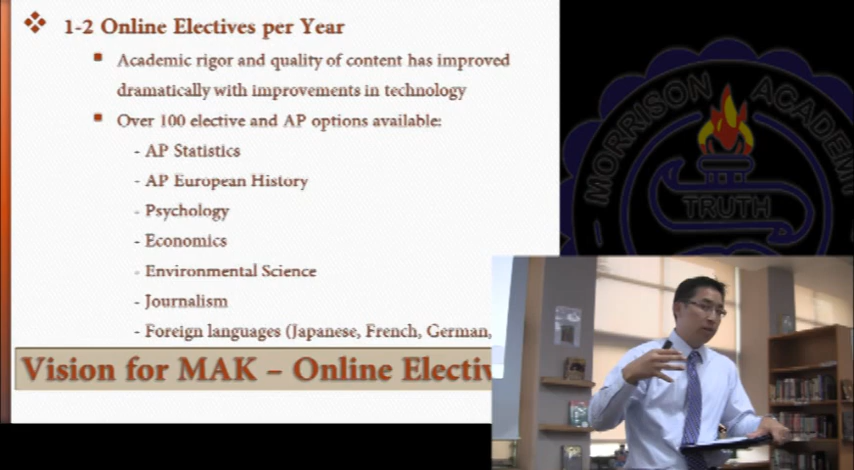 1-2 Online Electives per Year
Academic rigor and quality of content has improved
dramatically with improvements in technology
Over 100 elective and AP options available:
- AP Statistics
- AP European History
- Psychology
- Economics
- Environmental Science
- Journalism
- Foreign languages (Japanese, French, German,
Vision for MAK – Online Electiv
MORRISON ACADEMY
TRUTH